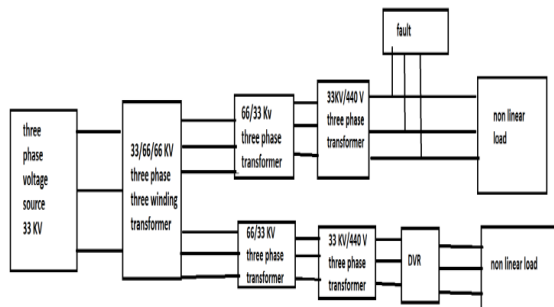 fault
three
phase
voltage
source
33 KV
33/66/66 KV
three phase
three winding
transformer
66/33 Kv
three phase
transformer
33KV/440 V
three phase
transformer
non linear
load
66/33 KV
three phase
transformer
33 KV/440 V
three phase
transformer
DVR
non linear load